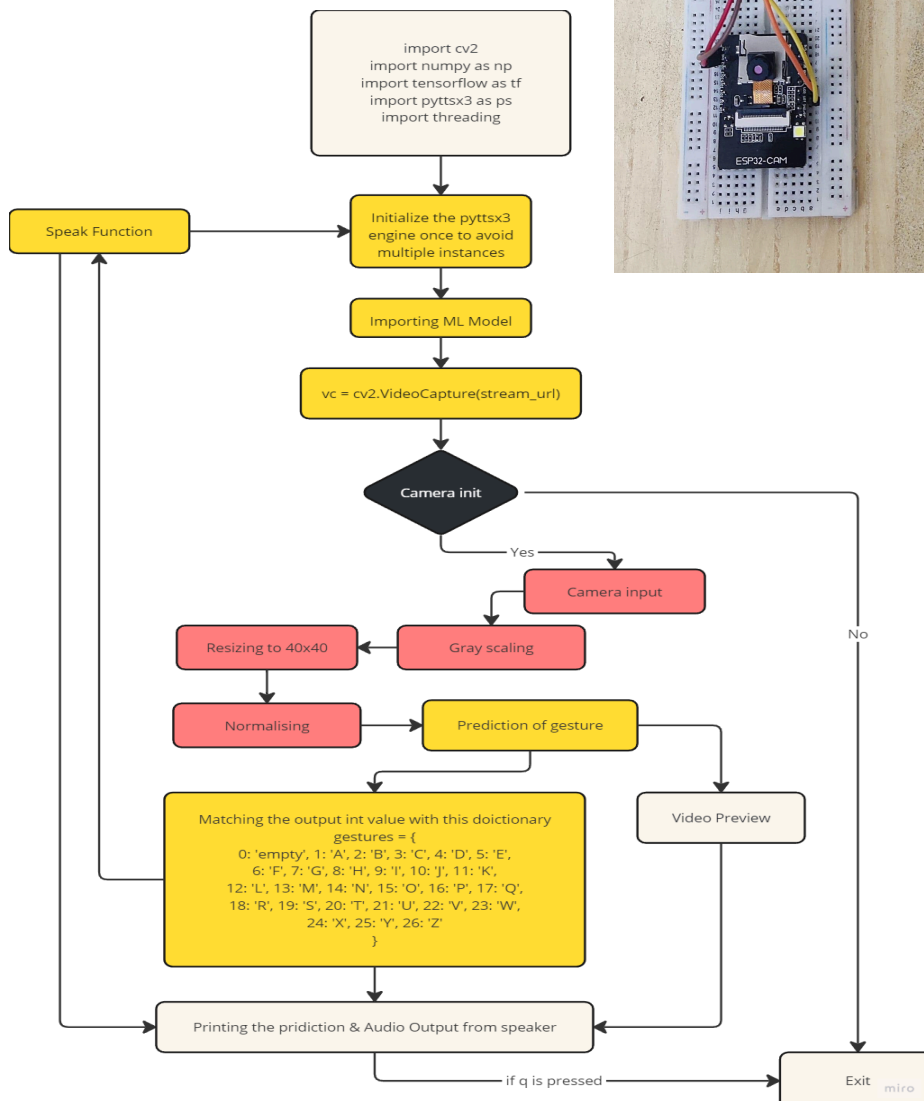 import cv2
import numpy as np
import tensorflow as tf
import pyttsx3 as ps
import threading
ESP32-CAM
Speak Function
Initialize the pyttsx3
engine once to avoid
multiple instances
Importing ML Model
vc = cv2.VideoCapture(stream_url)
Camera init
Yes
Camera input
No
Resizing to 40x40
Gray scaling
Normalising
Prediction of gesture
Matching the output int value with this doictionary
gestures = {
0: 'empty', 1: 'A', 2: 'B', 3: 'C', 4: 'D', 5: 'E',
6: 'F', 7: 'G', 8: 'H', 9: 'I', 10: 'J', 11: 'K',
12: 'L', 13: 'M', 14: 'N', 15: 'O', 16: 'P', 17: 'Q',
18: 'R', 19: 'S', 20: 'T', 21: 'U', 22: 'V', 23: 'W',
24: 'X', 25: 'Y', 26: 'Z'
}
Video Preview
Printing the pridiction & Audio Output from speaker
if q is pressed
Exit
miro